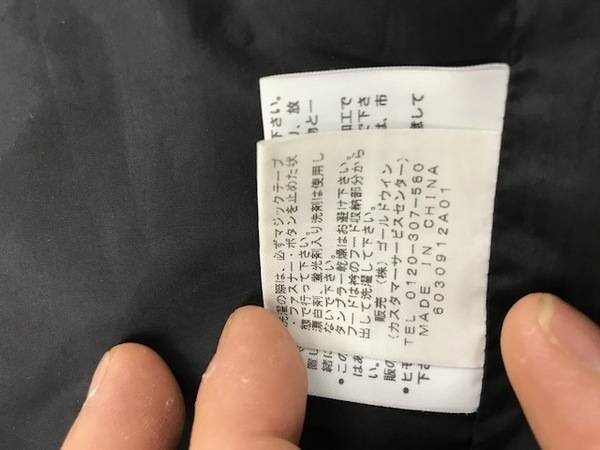 洗濯の際は、必ずマジックテープ
・ファスナー・ボタンを止めた状
態で行って下さい。
漂白剤、蛍光剤入り洗剤は使用し
ないで下さい。
タンブラー乾燥はお避け下さい。
フードは衿のフード収納部分から
出して洗濯して下さい。
販売 (株) ゴールドウイン
(カスタマーサービスセンター)
TEL 0120-307-560
MADE IN CHINA
6030912A01